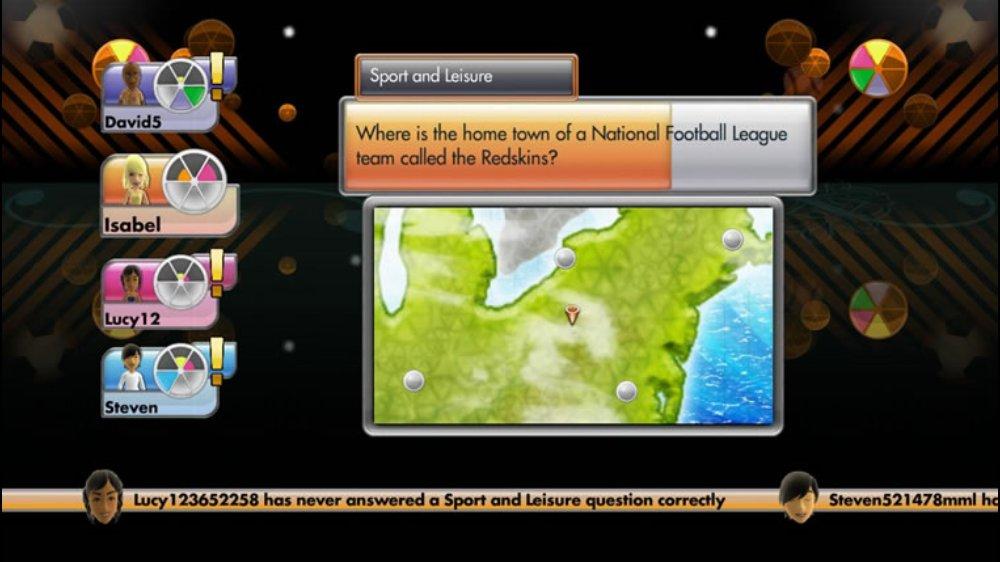 Sport and Leisure
Where is the home town of a National Football League
team called the Redskins?
David5
!
Isabel
Lucy12
!
Steven
!
Lucy123652258 has never answered a Sport and Leisure question correctly
Steven521478mml ha